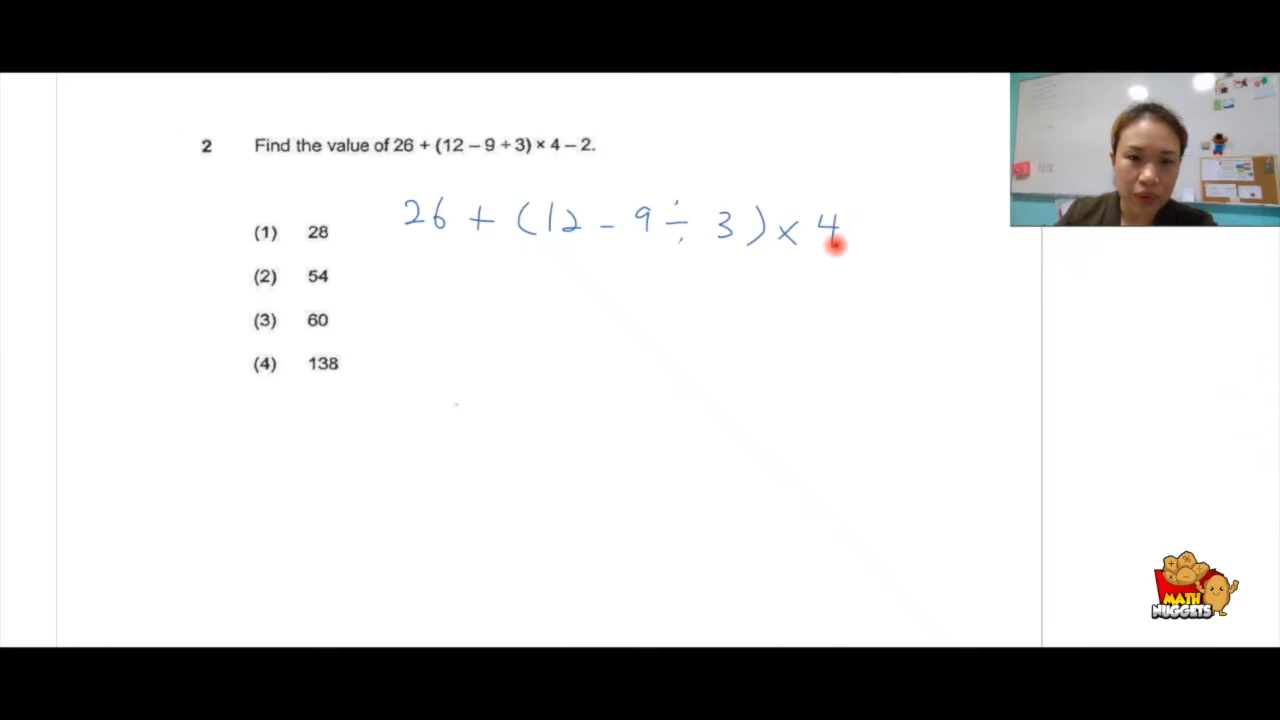 2 Find the value of 26 + (12 – 9 ÷ 3) × 4 – 2.
26 + (12 - 9 ÷ 3) × 4
(1) 28
(2) 54
(3) 60
(4) 138
MATH
NUGGETS